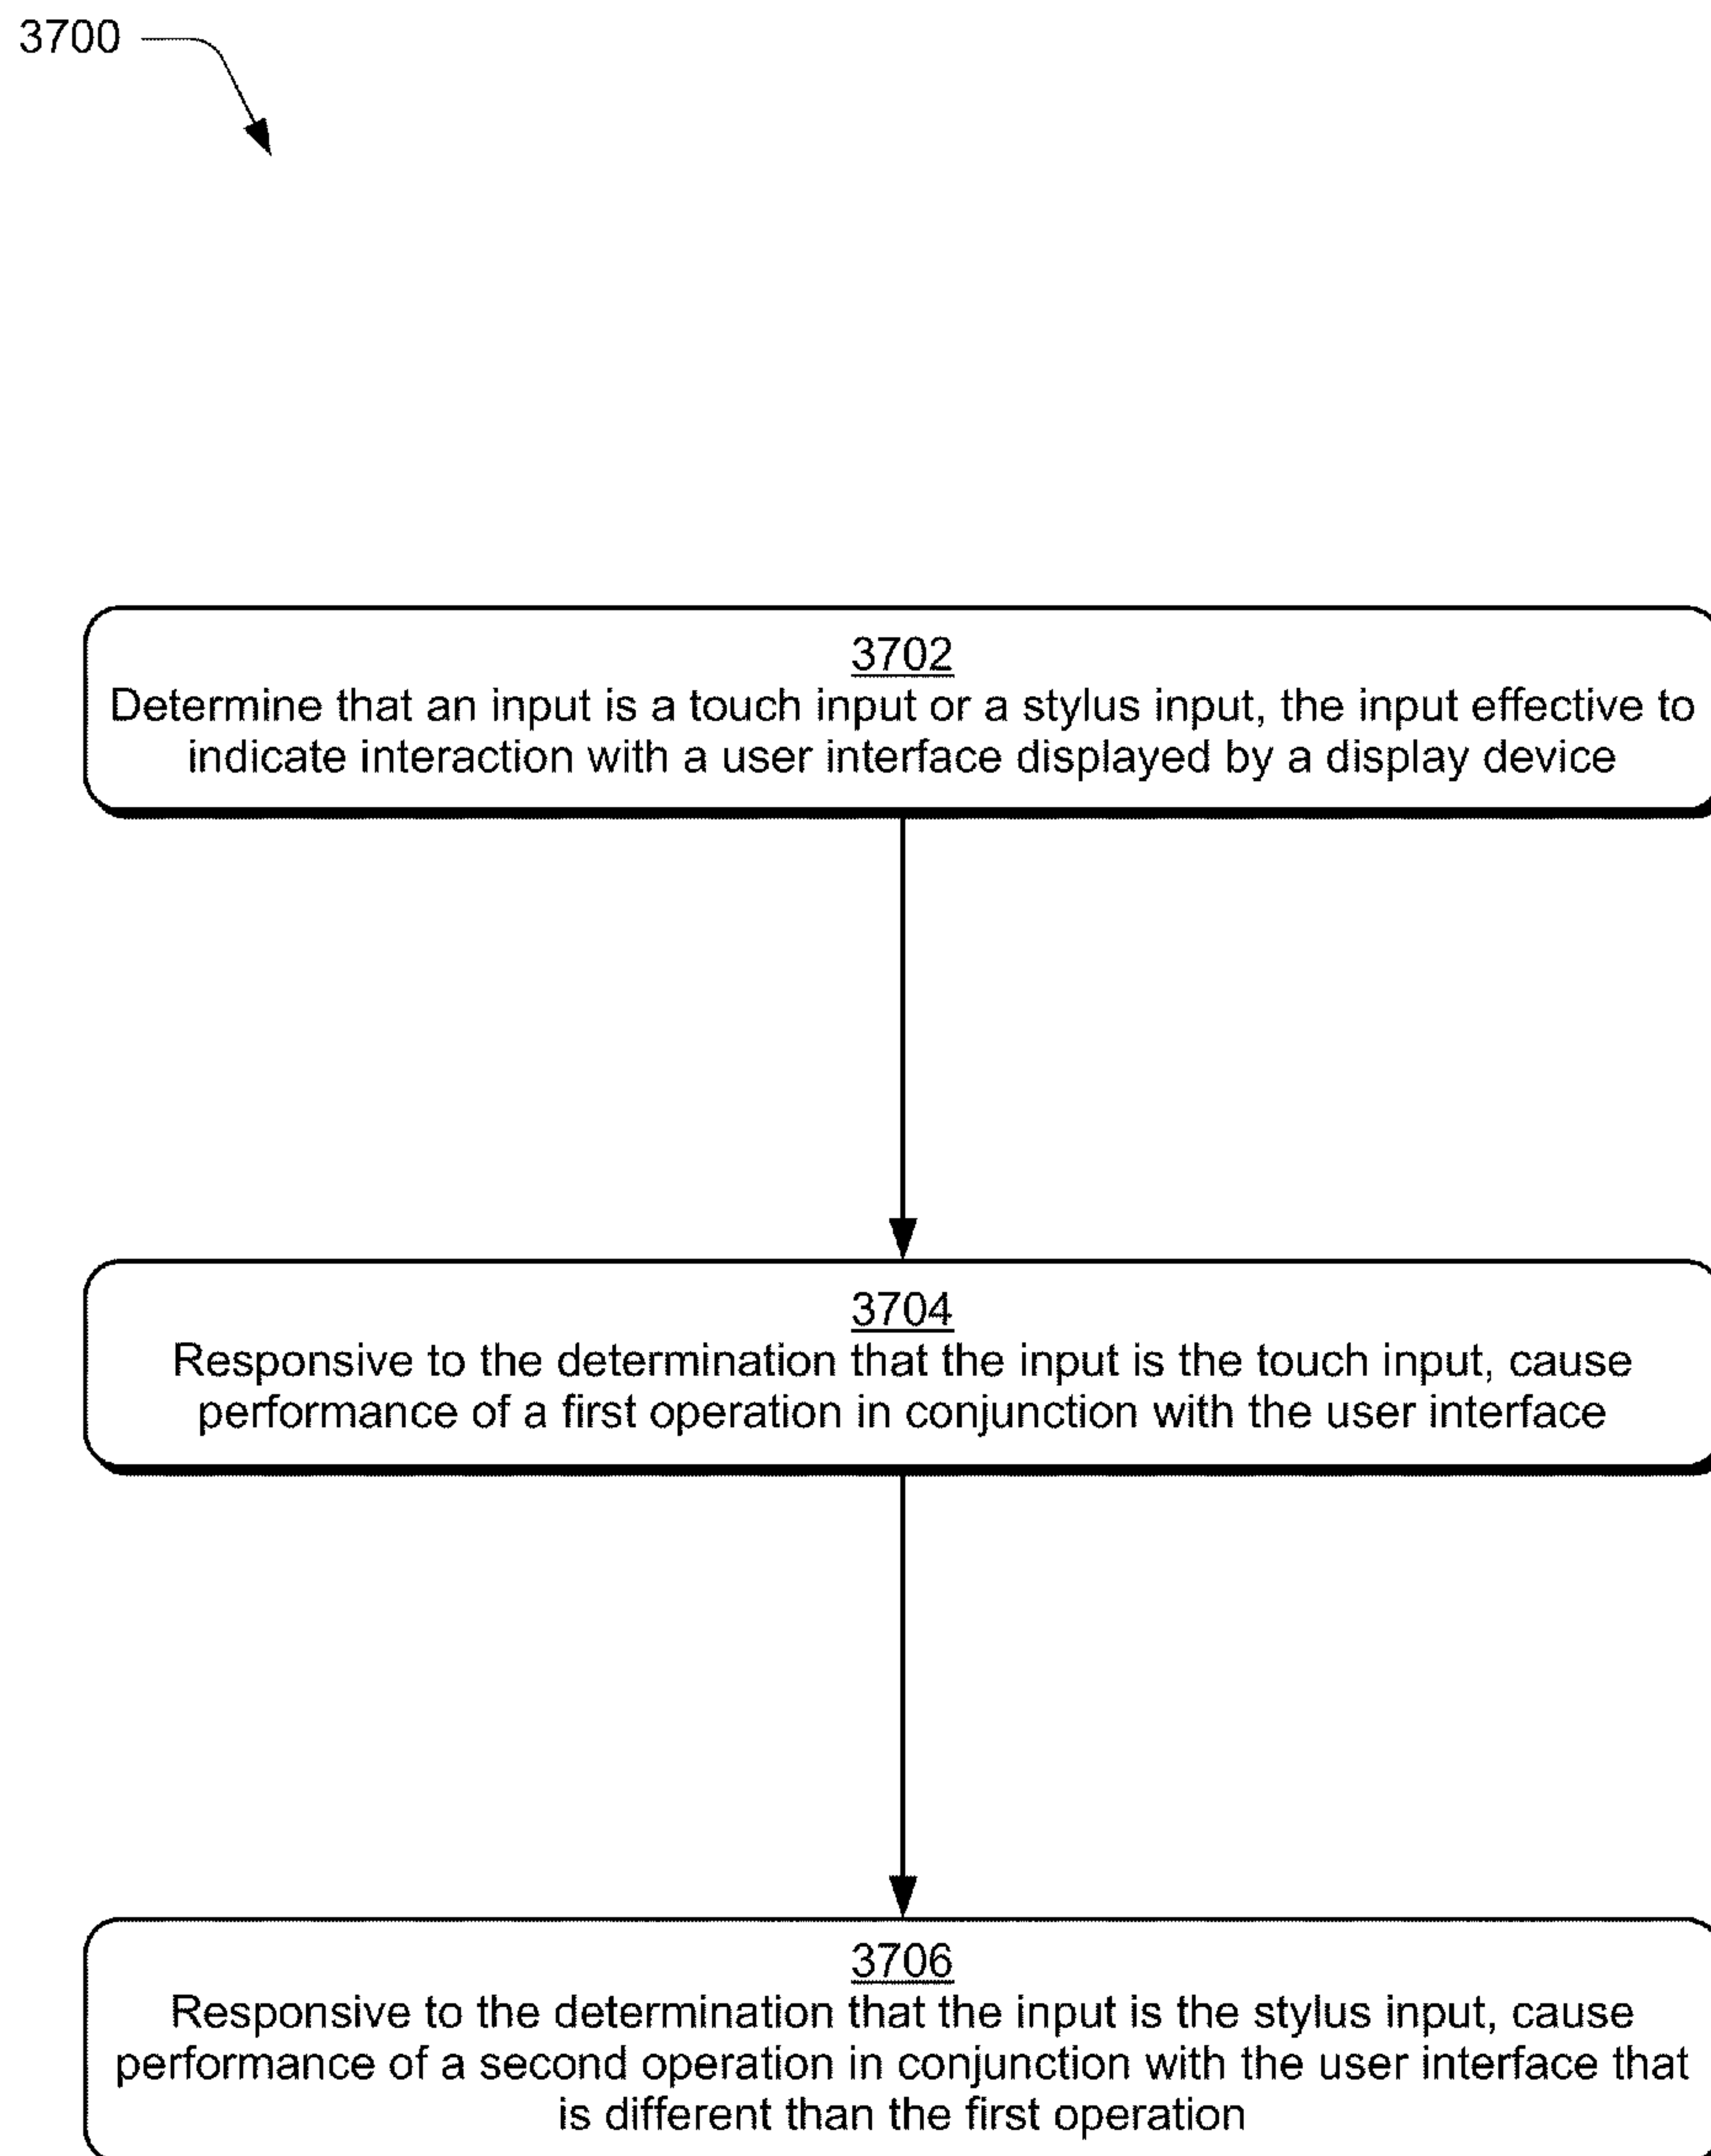 3700
3702
Determine that an input is a touch input or a stylus input, the input effective to
indicate interaction with a user interface displayed by a display device
3704
Responsive to the determination that the input is the touch input, cause
performance of a first operation in conjunction with the user interface
3706
Responsive to the determination that the input is the stylus input, cause
performance of a second operation in conjunction with the user interface that
is different than the first operation